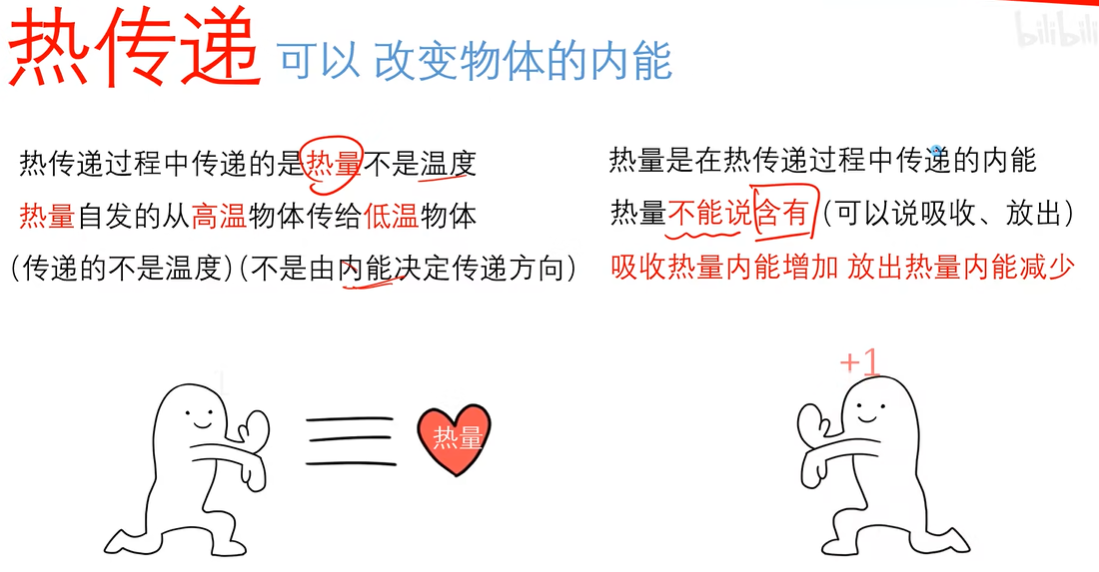 热传递 可以 改变物体的内能
bilibili
热传递过程中传递的是热量不是温度
热量自发的从高温物体传给低温物体
(传递的不是温度)(不是由内能决定传递方向)
热量是在热传递过程中传递的内能
热量不能说含有(可以说吸收、放出)
吸收热量内能增加 放出热量内能减少
热量
+1